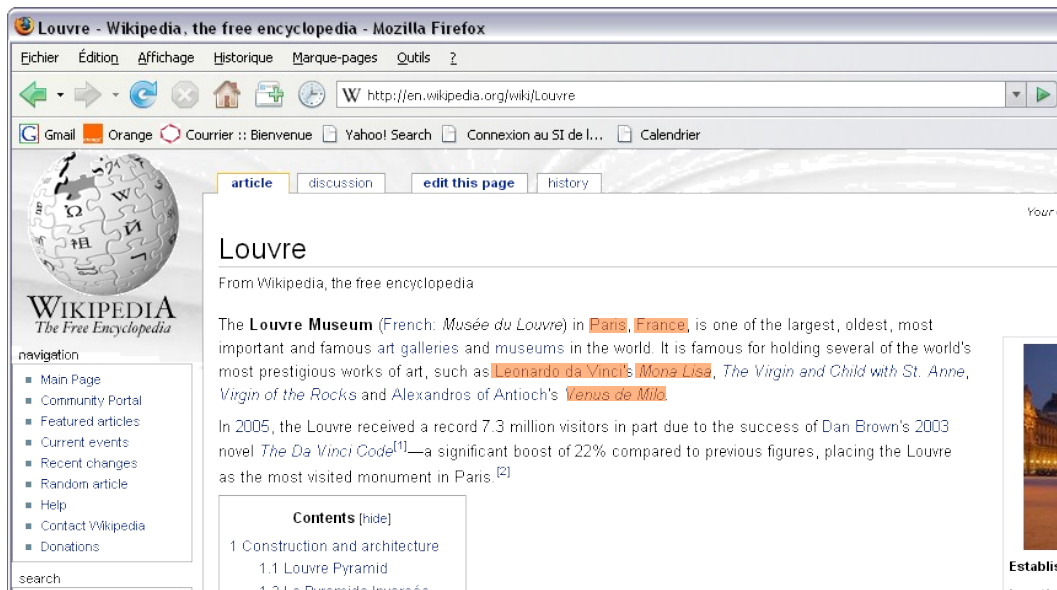 Louvre - Wikipedia, the free encyclopedia - Mozilla Firefox
Fichier Édition Affichage Historique Marque-pages Outils ?
W http://en.wikipedia.org/wiki/Louvre
G Gmail Orange Courrier :: Bienvenue Yahoo! Search Connexion au SI de l... Calendrier
article discussion edit this page history
Your
Louvre
From Wikipedia, the free encyclopedia
WIKIPEDIA
The Free Encyclopedia
The Louvre Museum (French: Musée du Louvre) in Paris, France, is one of the largest, oldest, most
important and famous art galleries and museums in the world. It is famous for holding several of the world's
most prestigious works of art, such as Leonardo da Vinci's Mona Lisa, The Virgin and Child with St. Anne,
Virgin of the Rocks and Alexandros of Antioch's Venus de Milo.
In 2005, the Louvre received a record 7.3 million visitors in part due to the success of Dan Brown's 2003
novel The Da Vinci Code[1]—a significant boost of 22% compared to previous figures, placing the Louvre
as the most visited monument in Paris.[2]
navigation
Main Page
Community Portal
Featured articles
Current events
Recent changes
Random article
Help
Contact Wikipedia
Donations
search
Contents [hide]
1 Construction and architecture
1.1 Louvre Pyramid
Establis